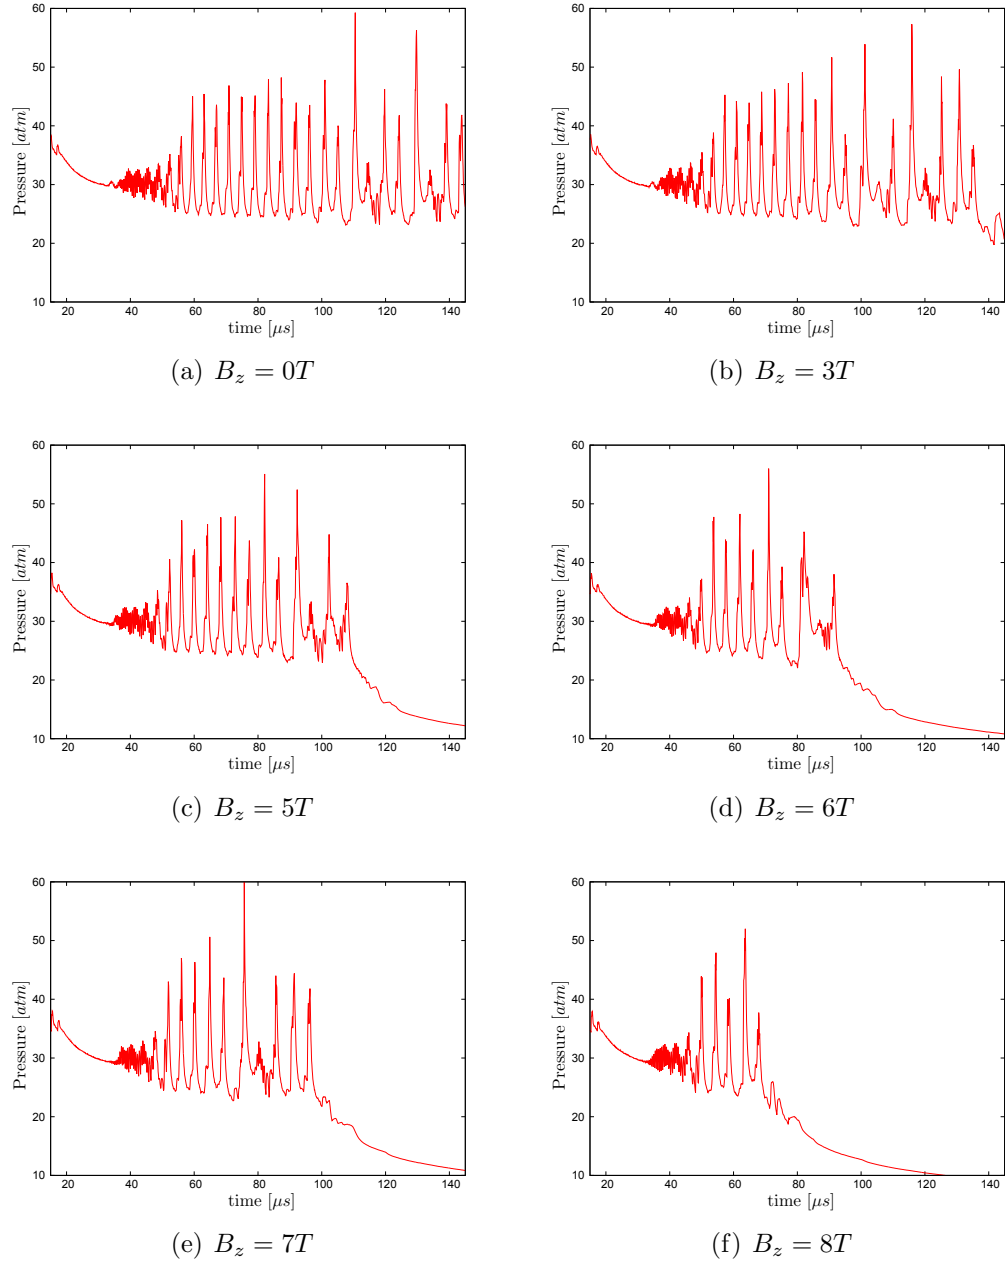 60
50
40
30
20
10
Pressure [atm]
20 40 60 80 100 120 140
time [μs]
(a) B_z = 0T
60
50
40
30
20
10
Pressure [atm]
20 40 60 80 100 120 140
time [μs]
(b) B_z = 3T
60
50
40
30
20
10
Pressure [atm]
20 40 60 80 100 120 140
time [μs]
(c) B_z = 5T
60
50
40
30
20
10
Pressure [atm]
20 40 60 80 100 120 140
time [μs]
(d) B_z = 6T
60
50
40
30
20
10
Pressure [atm]
20 40 60 80 100 120 140
time [μs]
(e) B_z = 7T
60
50
40
30
20
10
Pressure [atm]
20 40 60 80 100 120 140
time [μs]
(f) B_z = 8T